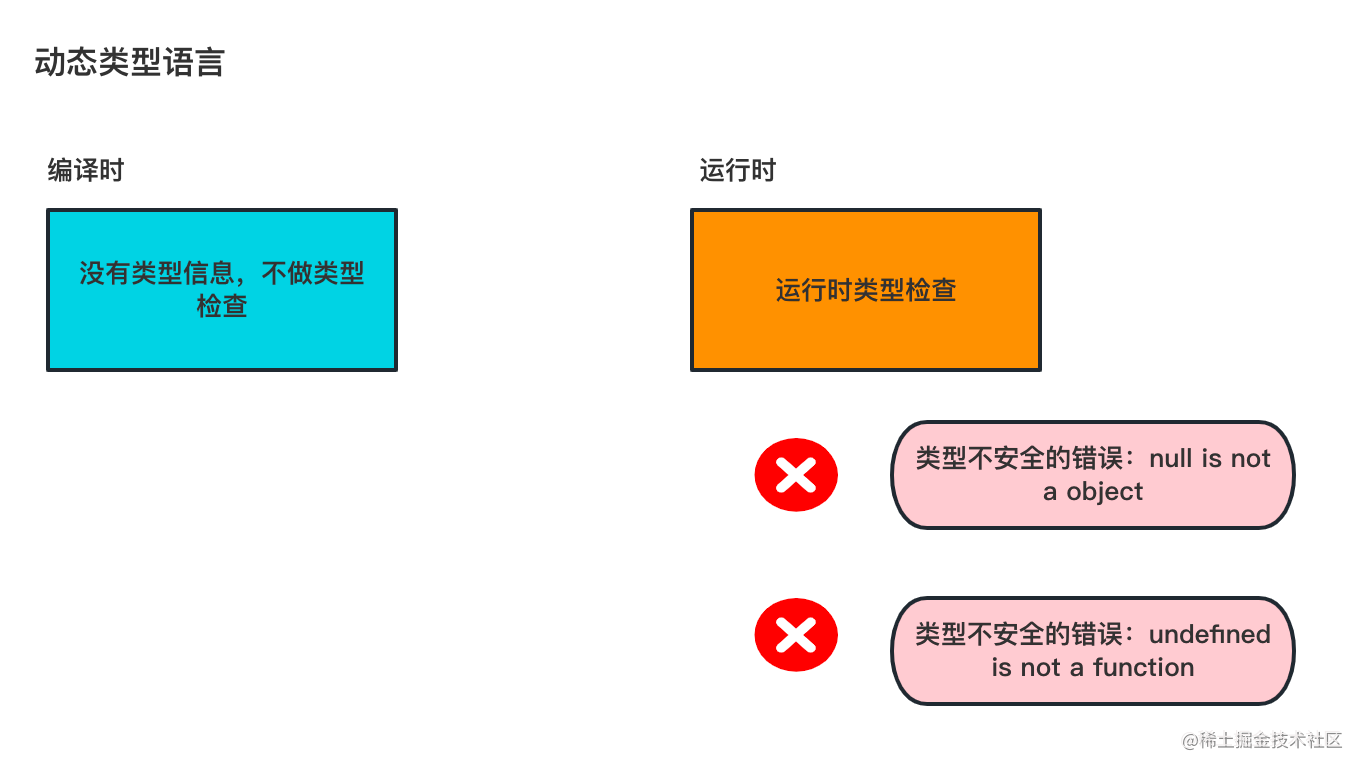 动态类型语言
编译时
没有类型信息，不做类型
检查
运行时
运行时类型检查
类型不安全的错误：null is not
a object
类型不安全的错误：undefined
is not a function
@稀土掘金技术社区